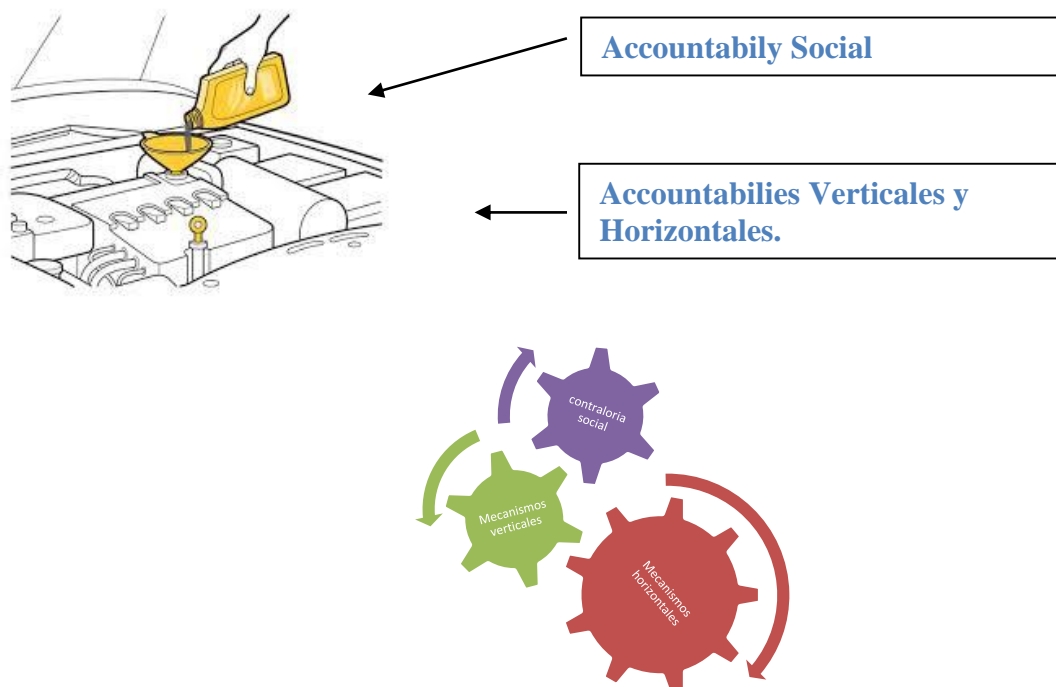 Accountabily Social
Accountabilies Verticales y
Horizontales.
contraloria
social
Mecanismos
verticales
Mecanismos
horizontales